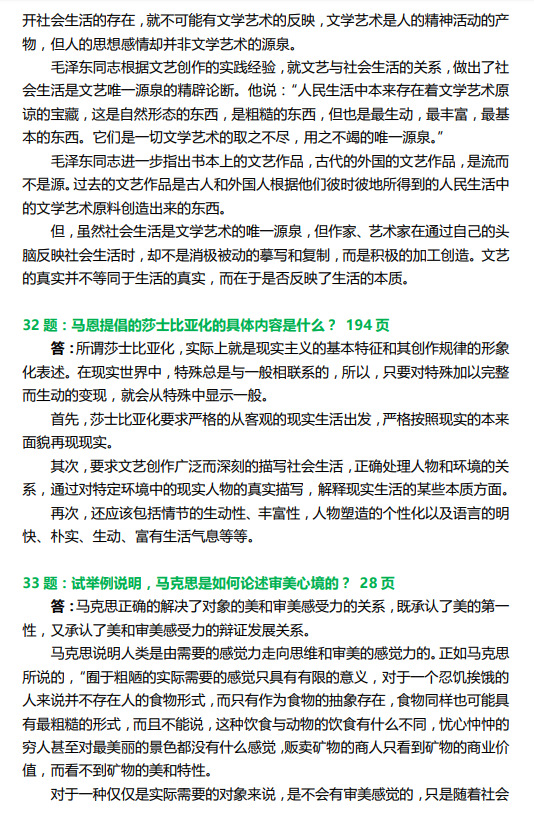 开社会生活的存在，就不可能有文学艺术的反映，文学艺术是人的精神活动的产
物，但人的思想感情却并非文学艺术的源泉。
毛泽东同志根据文艺创作的实践经验，就文艺与社会生活的关系，做出了社
会生活是文艺唯一源泉的精辟论断。他说：“人民生活中本来存在着文学艺术原
谅的宝藏，这是自然形态的东西，是粗糙的东西，但也是最生动，最丰富，最基
本的东西。它们是一切文学艺术的取之不尽，用之不竭的唯一源泉。”
毛泽东同志进一步指出书本上的文艺作品，古代的外国的文艺作品，是流而
不是源。过去的文艺作品是古人和外国人根据他们彼时彼地所得到的人民生活中
的文学艺术原料创造出来的东西。
但，虽然社会生活是文学艺术的唯一源泉，但作家、艺术家在通过自己的头
脑反映社会生活时，却不是消极被动的摹写和复制，而是积极的加工创造。文艺
的真实并不等同于生活的真实，而在于是否反映了生活的本质。
32 题：马恩提倡的莎士比亚化的具体内容是什么？ 194 页
答：所谓莎士比亚化，实际上就是现实主义的基本特征和其创作规律的形象
化表述。在现实世界中，特殊总是与一般相联系的，所以，只要对特殊加以完整
而生动的变现，就会从特殊中显示一般。
首先，莎士比亚化要求严格的从客观的现实生活出发，严格按照现实的本来
面貌再现现实。
其次，要求文艺创作广泛而深刻的描写社会生活，正确处理人物和环境的关
系，通过对特定环境中的现实人物的真实描写，解释现实生活的某些本质方面。
再次，还应该包括情节的生动性、丰富性，人物塑造的个性化以及语言的明
快、朴实、生动、富有生活气息等等。
33 题：试举例说明，马克思是如何论述审美心境的？ 28 页
答：马克思正确的解决了对象的美和审美感受力的关系，既承认了美的第一
性，又承认了美和审美感受力的辩证发展关系。
马克思说明人类是由需要的感觉力走向思维和审美的感觉力的。正如马克思
所说的，“囿于粗陋的实际需要的感觉只具有有限的意义，对于一个忍饥挨饿的
人来说并不存在人的食物形式，而只有作为食物的抽象存在，食物同样也可能具
有最粗糙的形式，而且不能说，这种饮食与动物的饮食有什么不同，忧心忡忡的
穷人甚至对最美丽的景色都没有什么感觉，贩卖矿物的商人只看到矿物的商业价
值，而看不到矿物的美和特性。
对于一种仅仅是实际需要的对象来说，是不会有审美感觉的，只是随着社会